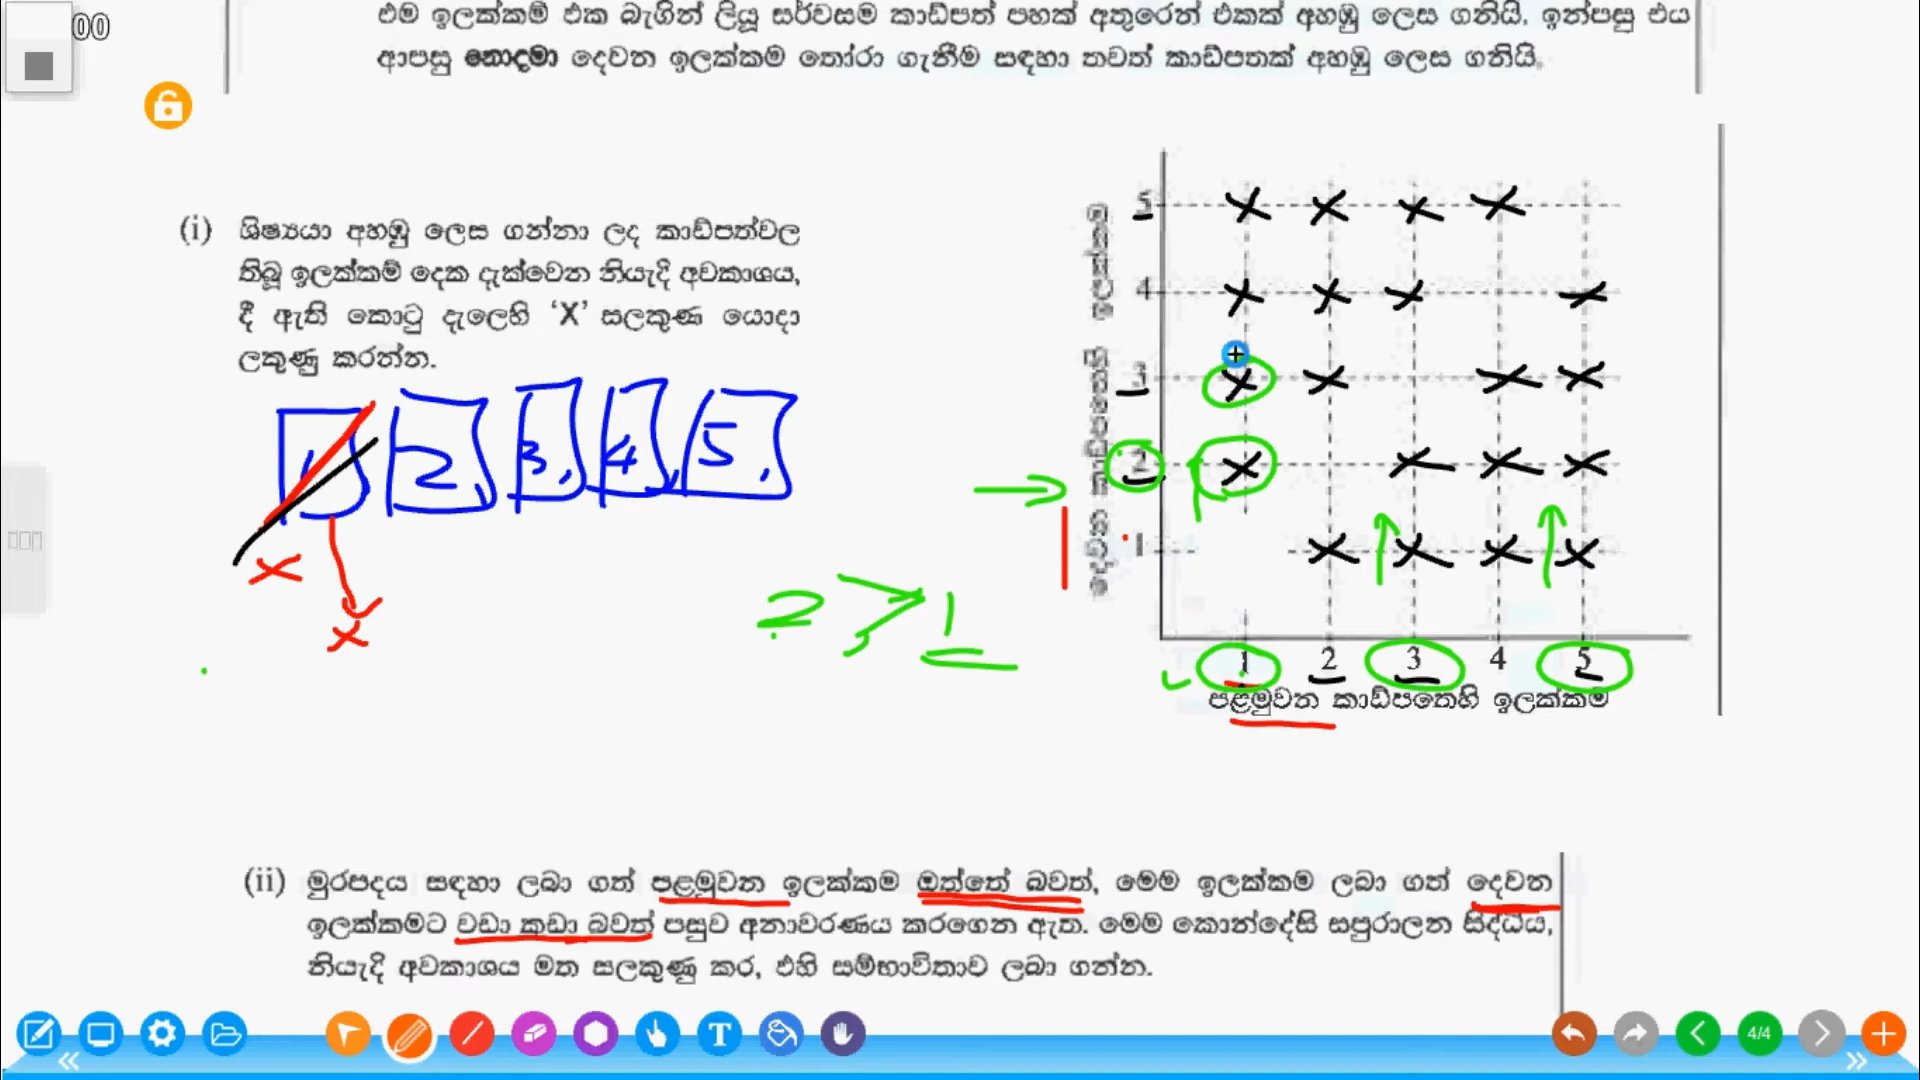 00
එම ඉලක්කම් එක බැගින් ලියූ සර්වසම කාඩ්පත් පහක් අතුරෙන් එකක් අහඹු ලෙස ගනියි. ඉන්පසු එය
ආපසු නොදමා දෙවන ඉලක්කම තෝරා ගැනීම සඳහා තවත් කාඩ්පතක් අහඹු ලෙස ගනියි.
(i) ශිෂ්‍යයා අහඹු ලෙස ගන්නා ලද කාඩ්පත්වල
තිබූ ඉලක්කම් දෙක දැක්වෙන නියැදි අවකාශය,
දී ඇති කොටු දැලෙහි ‘X’ සලකුණ යොදා
ලකුණු කරන්න.
1 2 3 4 5
2 > 1
දෙවන කාඩ්පතෙහි ඉලක්කම
5
4
3
2
1
1 2 3 4 5
පළමුවන කාඩ්පතෙහි ඉලක්කම
(ii) මුරපදය සඳහා ලබා ගත් පළමුවන ඉලක්කම ඔත්තේ බවත්, මෙම ඉලක්කම ලබා ගත් දෙවන
ඉලක්කමට වඩා කුඩා බවත් පසුව අනාවරණය කරගෙන ඇත. මෙම කොන්දේසි සපුරාලන සිද්ධිය,
නියැදි අවකාශය මත සලකුණු කර, එහි සම්භාවිතාව ලබා ගන්න.
T
4/4